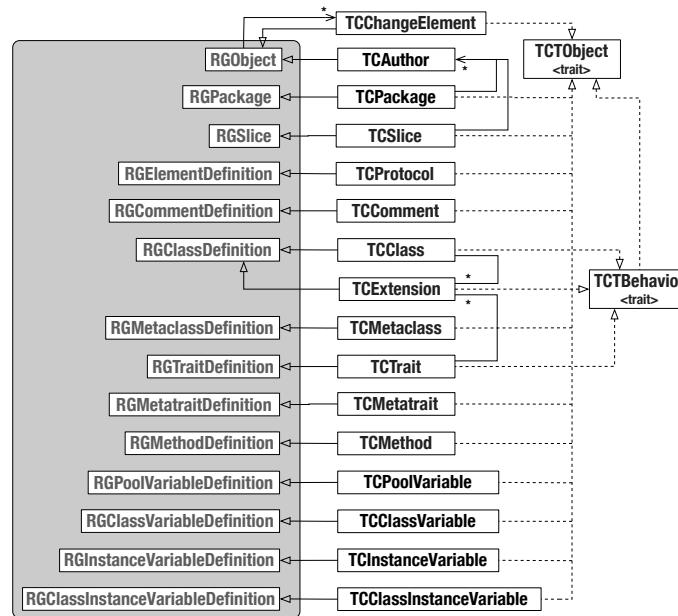 * TCChangeElement
RGObject TCAuthor TCTObject
* <trait>
RGPackage TCPackage
RGSlice TCSlice
RGElementDefinition TCProtocol
RGCommentDefinition TCComment
RGClassDefinition TCClass
*
TCExtension TCTBehavio
* <trait>
RGMetaclassDefinition TCMetaclass
RGTraitDefinition TCTrait
RGMetatraitDefinition TCMetatrait
RGMethodDefinition TCMethod
RGPoolVariableDefinition TCPoolVariable
RGClassVariableDefinition TCClassVariable
RGInstanceVariableDefinition TCInstanceVariable
RGClassInstanceVariableDefinition TCClassInstanceVariable